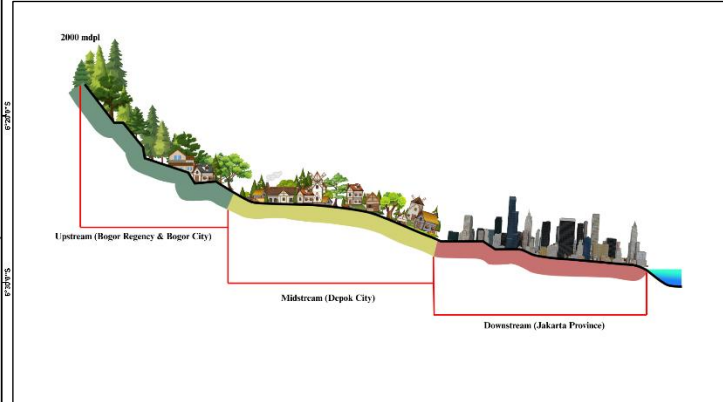 2000 mdpl
Upstream (Bogor Regency & Bogor City)
Midstream (Depok City)
Downstream (Jakarta Province)